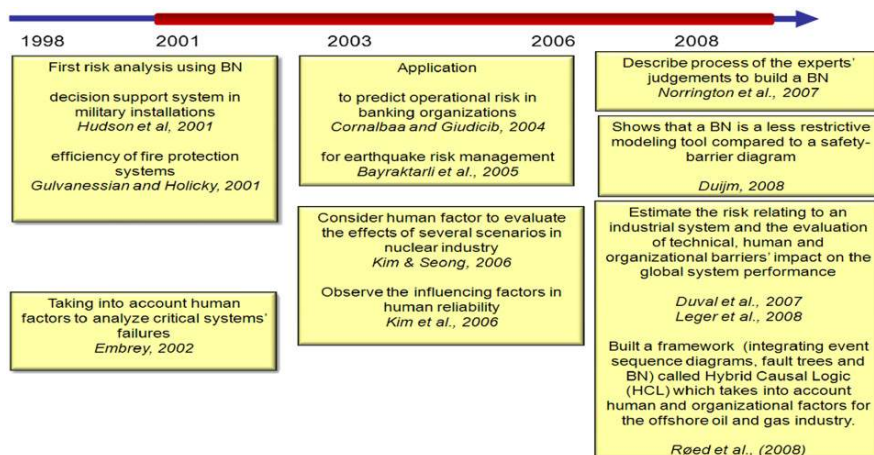 1998 2001 2003 2006 2008
First risk analysis using BN
decision support system in
military installations
Hudson et al, 2001
efficiency of fire protection
systems
Gulvanessian and Holicky, 2001
Taking into account human
factors to analyze critical systems'
failures
Embrey, 2002
Application
to predict operational risk in
banking organizations
Cornalbaa and Giudicib, 2004
for earthquake risk management
Bayraktarli et al., 2005
Consider human factor to evaluate
the effects of several scenarios in
nuclear industry
Kim & Seong, 2006
Observe the influencing factors in
human reliability
Kim et al., 2006
Describe process of the experts'
judgements to build a BN
Norrington et al., 2007
Shows that a BN is a less restrictive
modeling tool compared to a safety-
barrier diagram
Duijm, 2008
Estimate the risk relating to an
industrial system and the evaluation
of technical, human and
organizational barriers' impact on the
global system performance
Duval et al., 2007
Leger et al., 2008
Built a framework (integrating event
sequence diagrams, fault trees and
BN) called Hybrid Causal Logic
(HCL) which takes into account
human and organizational factors for
the offshore oil and gas industry.
Røed et al., (2008)